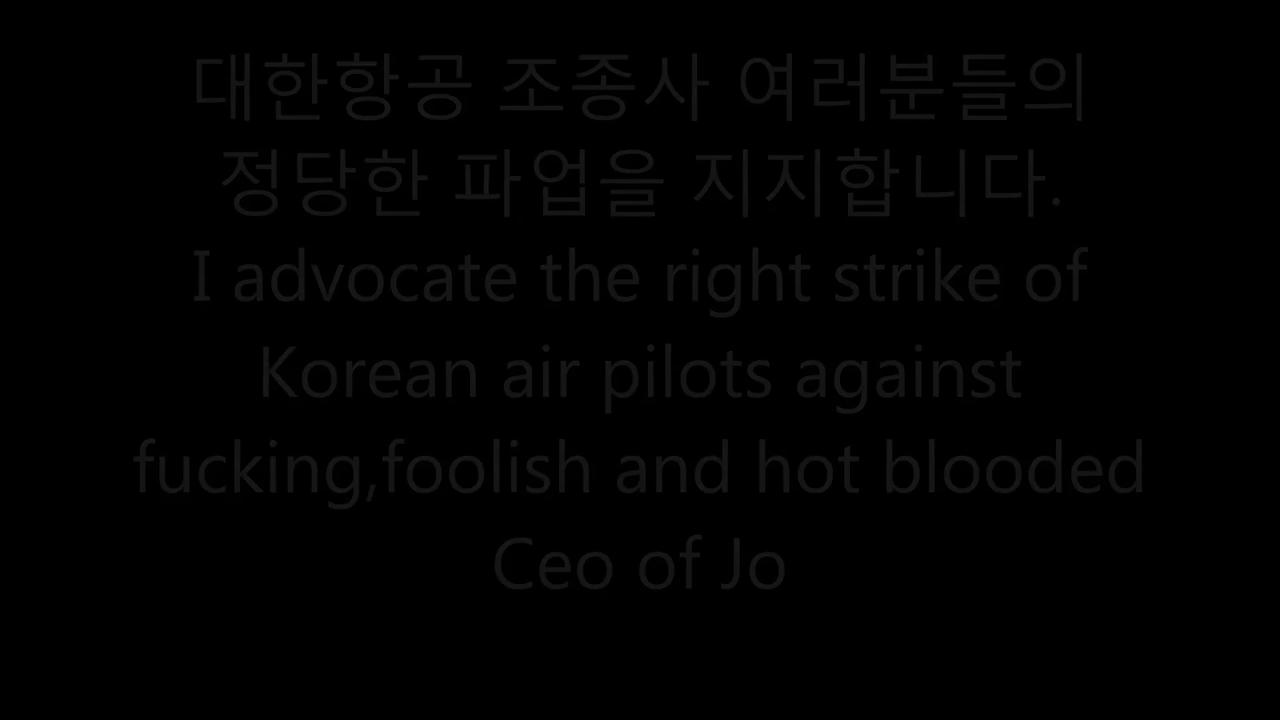 대한항공 조종사 여러분들의
정당한 파업을 지지합니다.
I advocate the right strike of
Korean air pilots against
fucking,foolish and hot blooded
Ceo of Jo